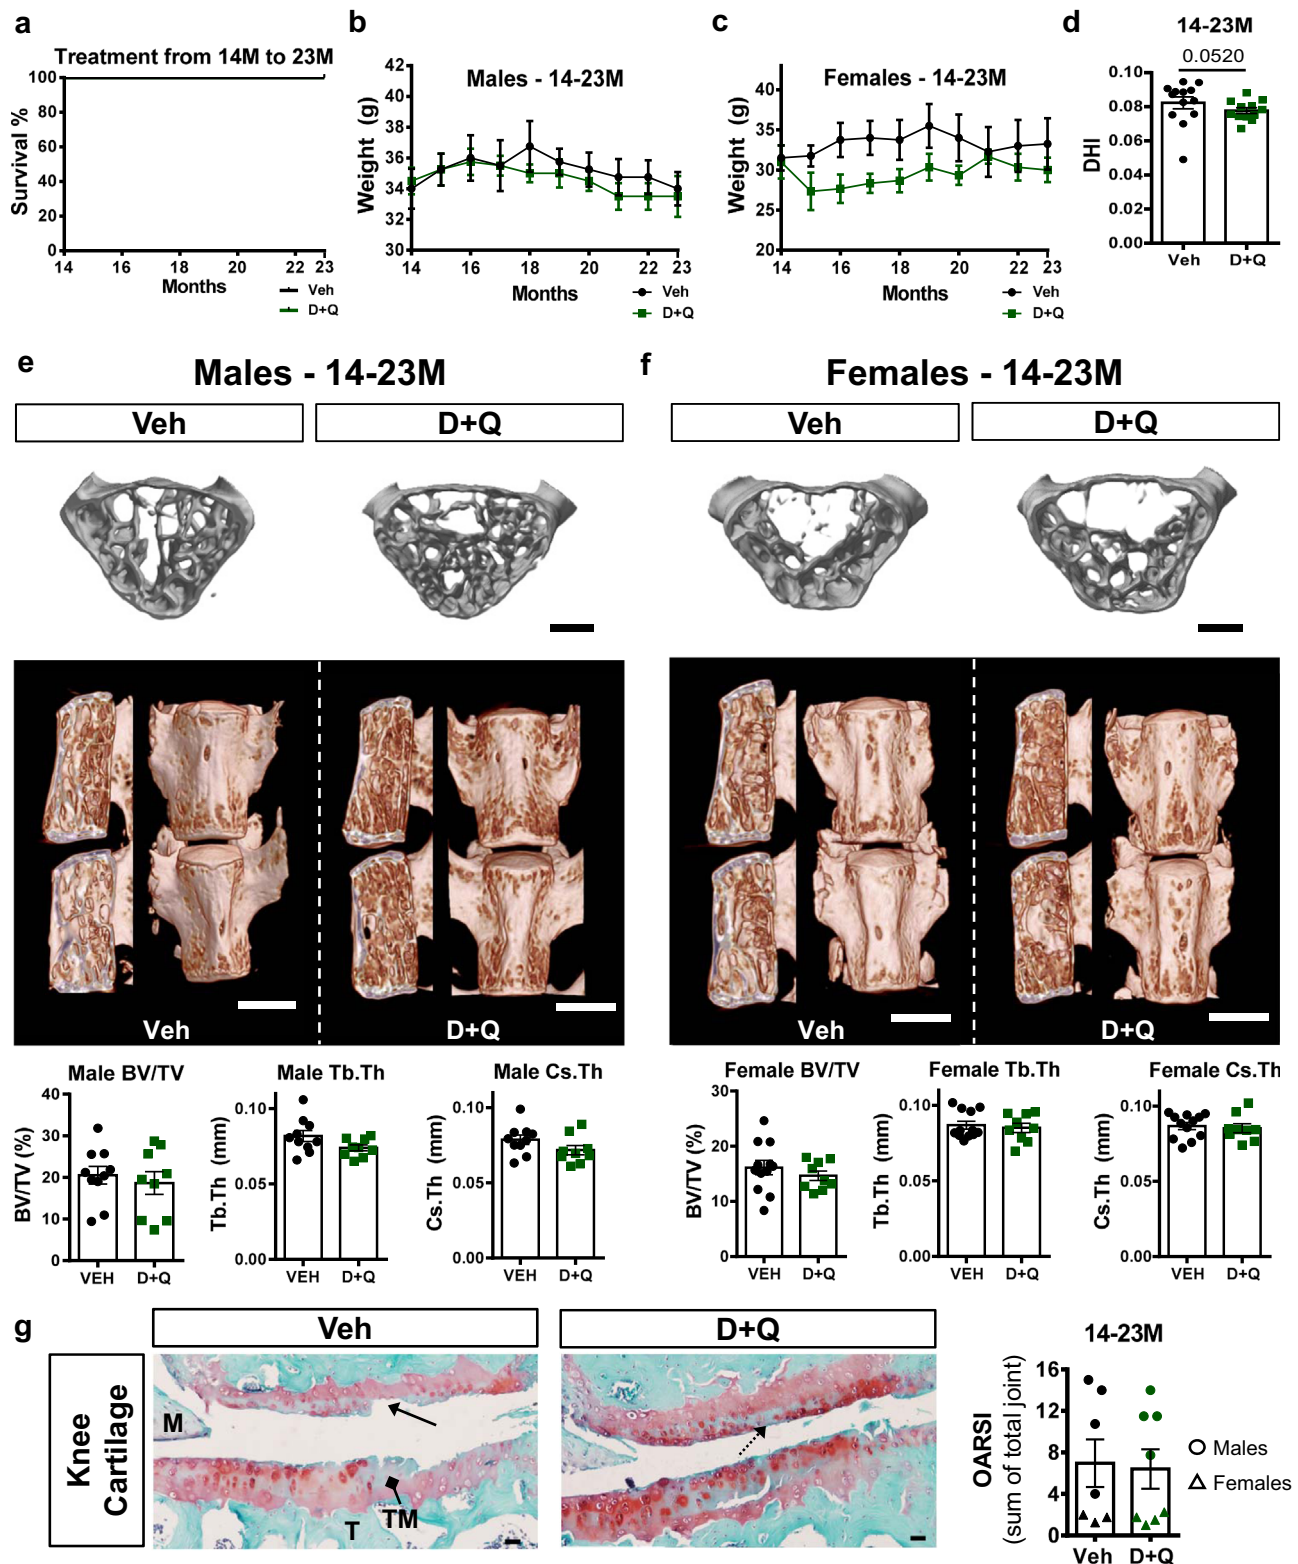 a
Treatment from 14M to 23M
Survival %
100
80
60
40
20
0
14 16 18 20 22 23
Months
Veh
D+Q
b
Males - 14-23M
Weight (g)
42
40
38
36
34
32
30
14 16 18 20 22 23
Months
Veh
D+Q
c
Females - 14-23M
Weight (g)
40
35
30
25
20
14 16 18 20 22 23
Months
Veh
D+Q
d
14-23M
0.0520
DHI
0.10
0.08
0.06
0.04
0.02
0.00
Veh D+Q
e
Males - 14-23M
Veh D+Q
Veh D+Q
Male BV/TV
BV/TV (%)
40
30
20
10
0
VEH D+Q
Male Tb.Th
Tb.Th (mm)
0.10
0.05
0.00
VEH D+Q
Male Cs.Th
Cs.Th (mm)
0.10
0.05
0.00
VEH D+Q
f
Females - 14-23M
Veh D+Q
Veh D+Q
Female BV/TV
BV/TV (%)
30
20
10
0
VEH D+Q
Female Tb.Th
Tb.Th (mm)
0.10
0.05
0.00
VEH D+Q
Female Cs.Th
Cs.Th (mm)
0.10
0.05
0.00
VEH D+Q
g
Veh D+Q
Knee
Cartilage
M
T
TM
14-23M
OARSI
(sum of total joint)
16
12
8
4
0
Veh D+Q
Males
Females